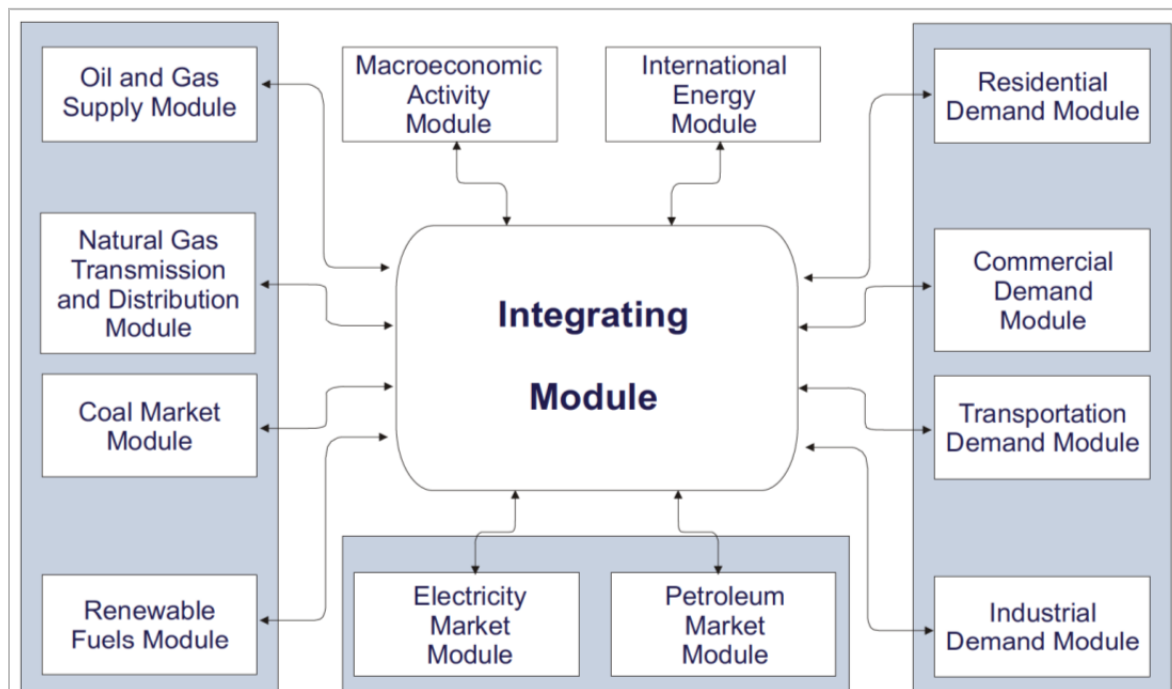 Oil and Gas
Supply Module
Macroeconomic
Activity
Module
International
Energy
Module
Residential
Demand Module
Natural Gas
Transmission
and Distribution
Module
Integrating
Module
Commercial
Demand
Module
Coal Market
Module
Transportation
Demand Module
Renewable
Fuels Module
Electricity
Market
Module
Petroleum
Market
Module
Industrial
Demand Module